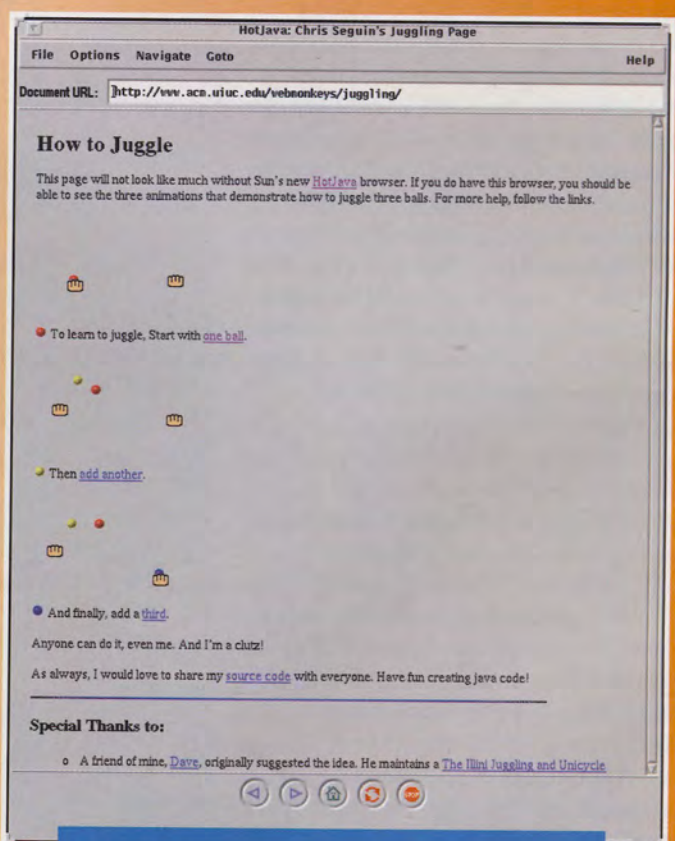 HotJava: Chris Seguin's Juggling Page
File Options Navigate Goto Help
Document URL: http://www.acm.uiuc.edu/webmonkeys/juggling/
How to Juggle
This page will not look like much without Sun's new HotJava browser. If you do have this browser, you should be
able to see the three animations that demonstrate how to juggle three balls. For more help, follow the links.
To learn to juggle, Start with one ball.
Then add another.
And finally, add a third.
Anyone can do it, even me. And I'm a clutz!
As always, I would love to share my source code with everyone. Have fun creating java code!
Special Thanks to:
o A friend of mine, Dave, originally suggested the idea. He maintains a The Illini Juggling and Unicycle